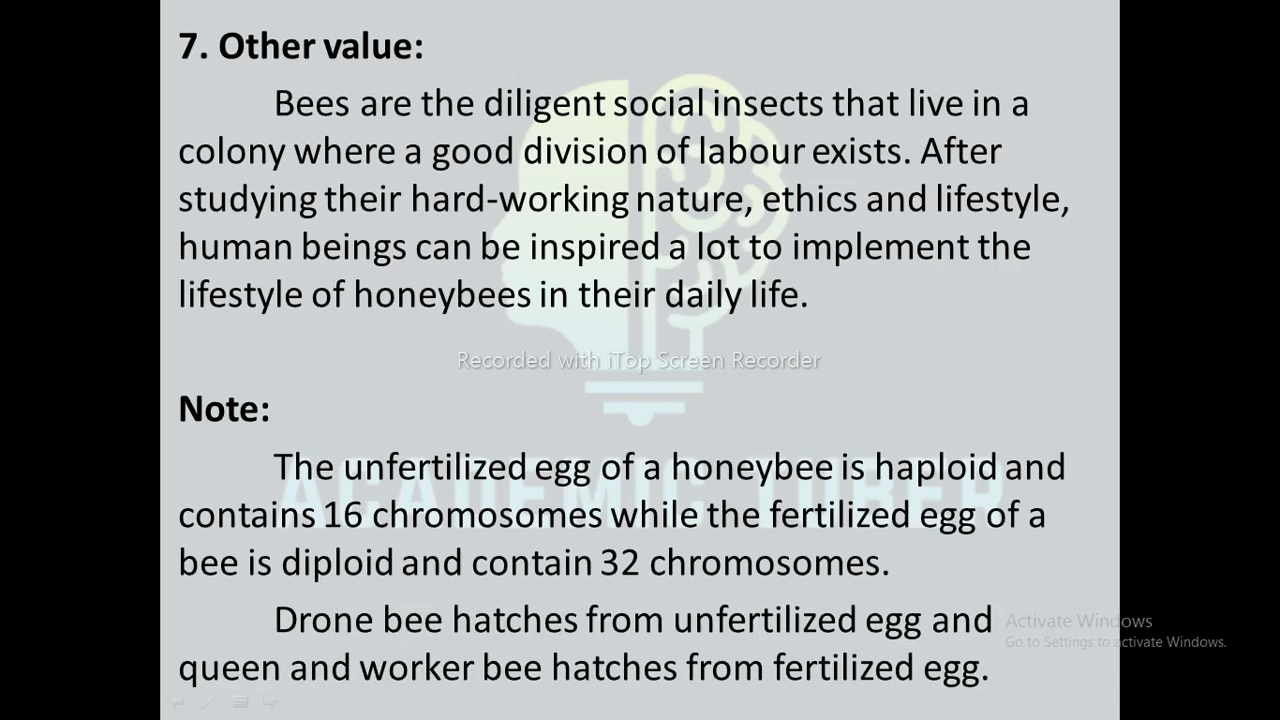 7. Other value:
Bees are the diligent social insects that live in a
colony where a good division of labour exists. After
studying their hard-working nature, ethics and lifestyle,
human beings can be inspired a lot to implement the
lifestyle of honeybees in their daily life.
Recorded with iTop Screen Recorder
Note:
The unfertilized egg of a honeybee is haploid and
ACADEMIC TUBER
contains 16 chromosomes while the fertilized egg of a
bee is diploid and contain 32 chromosomes.
Drone bee hatches from unfertilized egg and
Activate Windows
Go to Settings to activate Windows.
queen and worker bee hatches from fertilized egg.